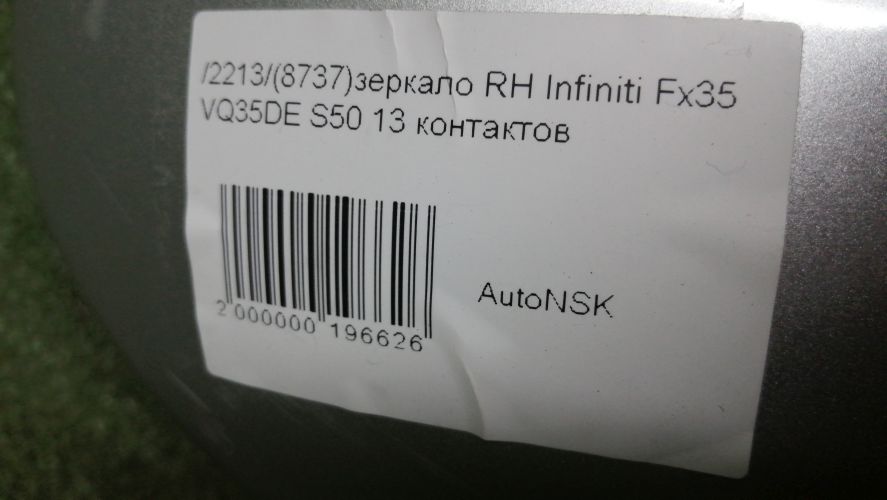 /2213/(8737)зеркало RH Infiniti Fx35
VQ35DE S50 13 контактов
AutoNSK
2 000000 196626